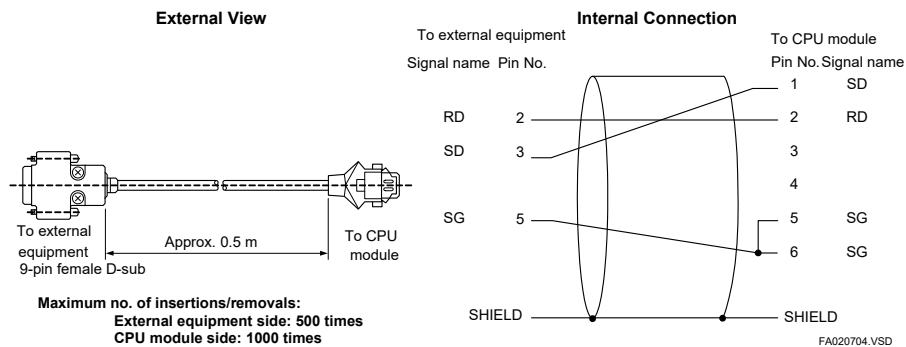 External View
To external
equipment
9-pin female D-sub
Approx. 0.5 m
To CPU
module
Maximum no. of insertions/removals:
External equipment side: 500 times
CPU module side: 1000 times
Internal Connection
To external equipment
To CPU module
Signal name Pin No.
Pin No. Signal name
1 SD
RD 2 2 RD
SD 3 3
4
SG 5 5 SG
6 SG
SHIELD SHIELD
FA020704.VSD